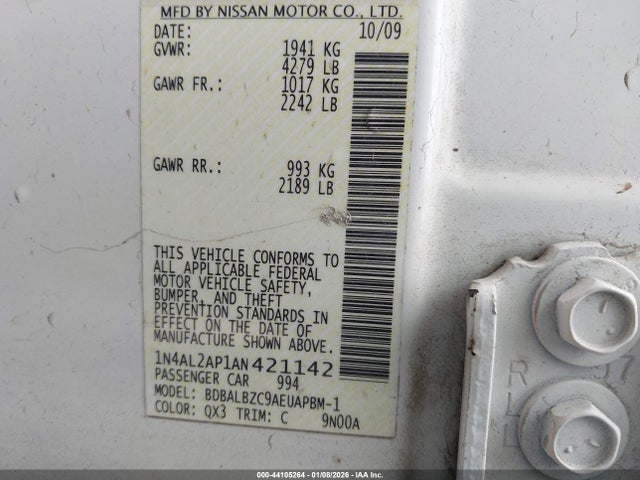 MFD BY NISSAN MOTOR CO., LTD.
DATE: 10/09
GVWR: 1941 KG
4279 LB
GAWR FR.: 1017 KG
2242 LB
GAWR RR.: 993 KG
2189 LB
THIS VEHICLE CONFORMS TO
ALL APPLICABLE FEDERAL
MOTOR VEHICLE SAFETY,
BUMPER, AND THEFT
PREVENTION STANDARDS IN
EFFECT ON THE DATE OF
MANUFACTURE SHOWN ABOVE.
1N4AL2AP1AN421142
PASSENGER CAR 994
MODEL: BDBALBZC9AEUAPBM-1
COLOR: QX3 TRIM: C 9N00A
000-44105264 - 01/08/2026 - IAA Inc.